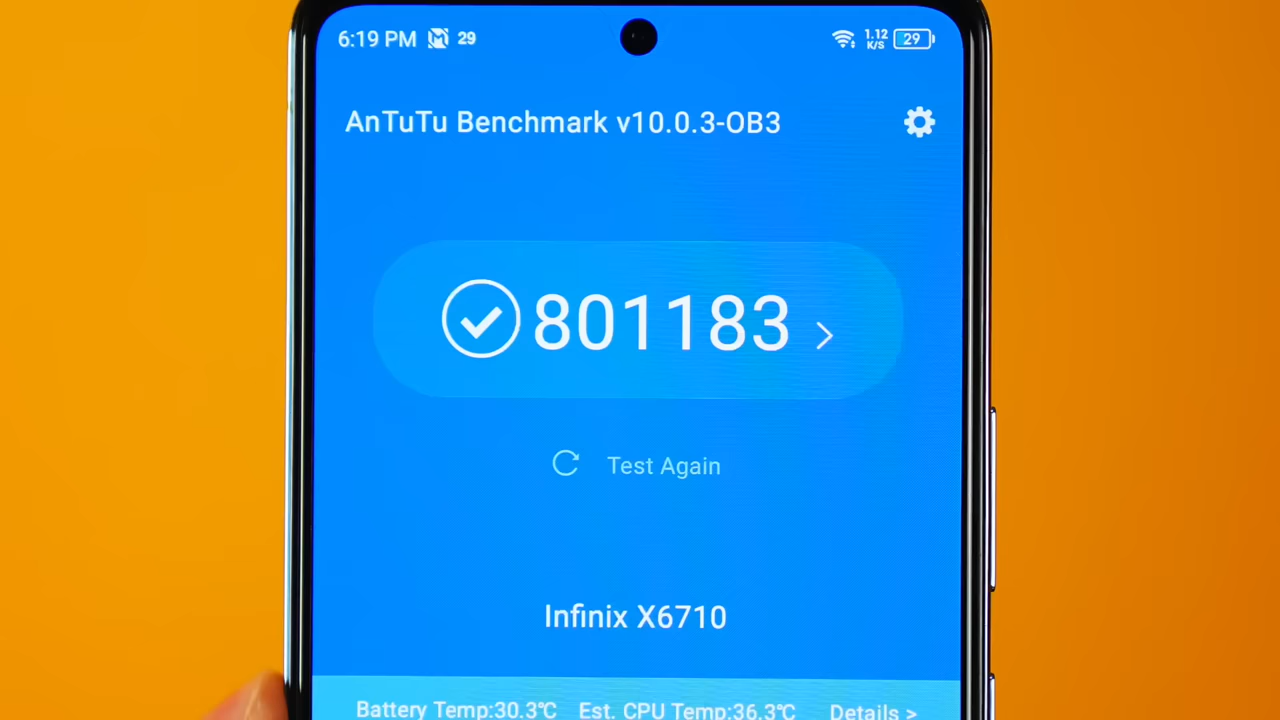 6:19 PM 29 1.12 K/S 29
AnTuTu Benchmark v10.0.3-OB3
801183 >
Test Again
Infinix X6710
Battery Temp:30.3℃ Est. CPU Temp:36.3℃ Details >